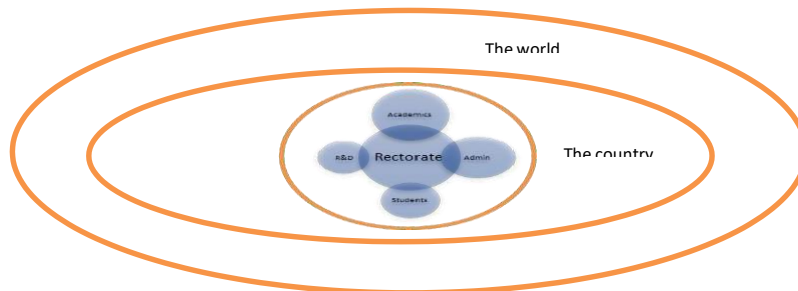 The world
Academics
R&D
Rectorate
Admin
The country
Students